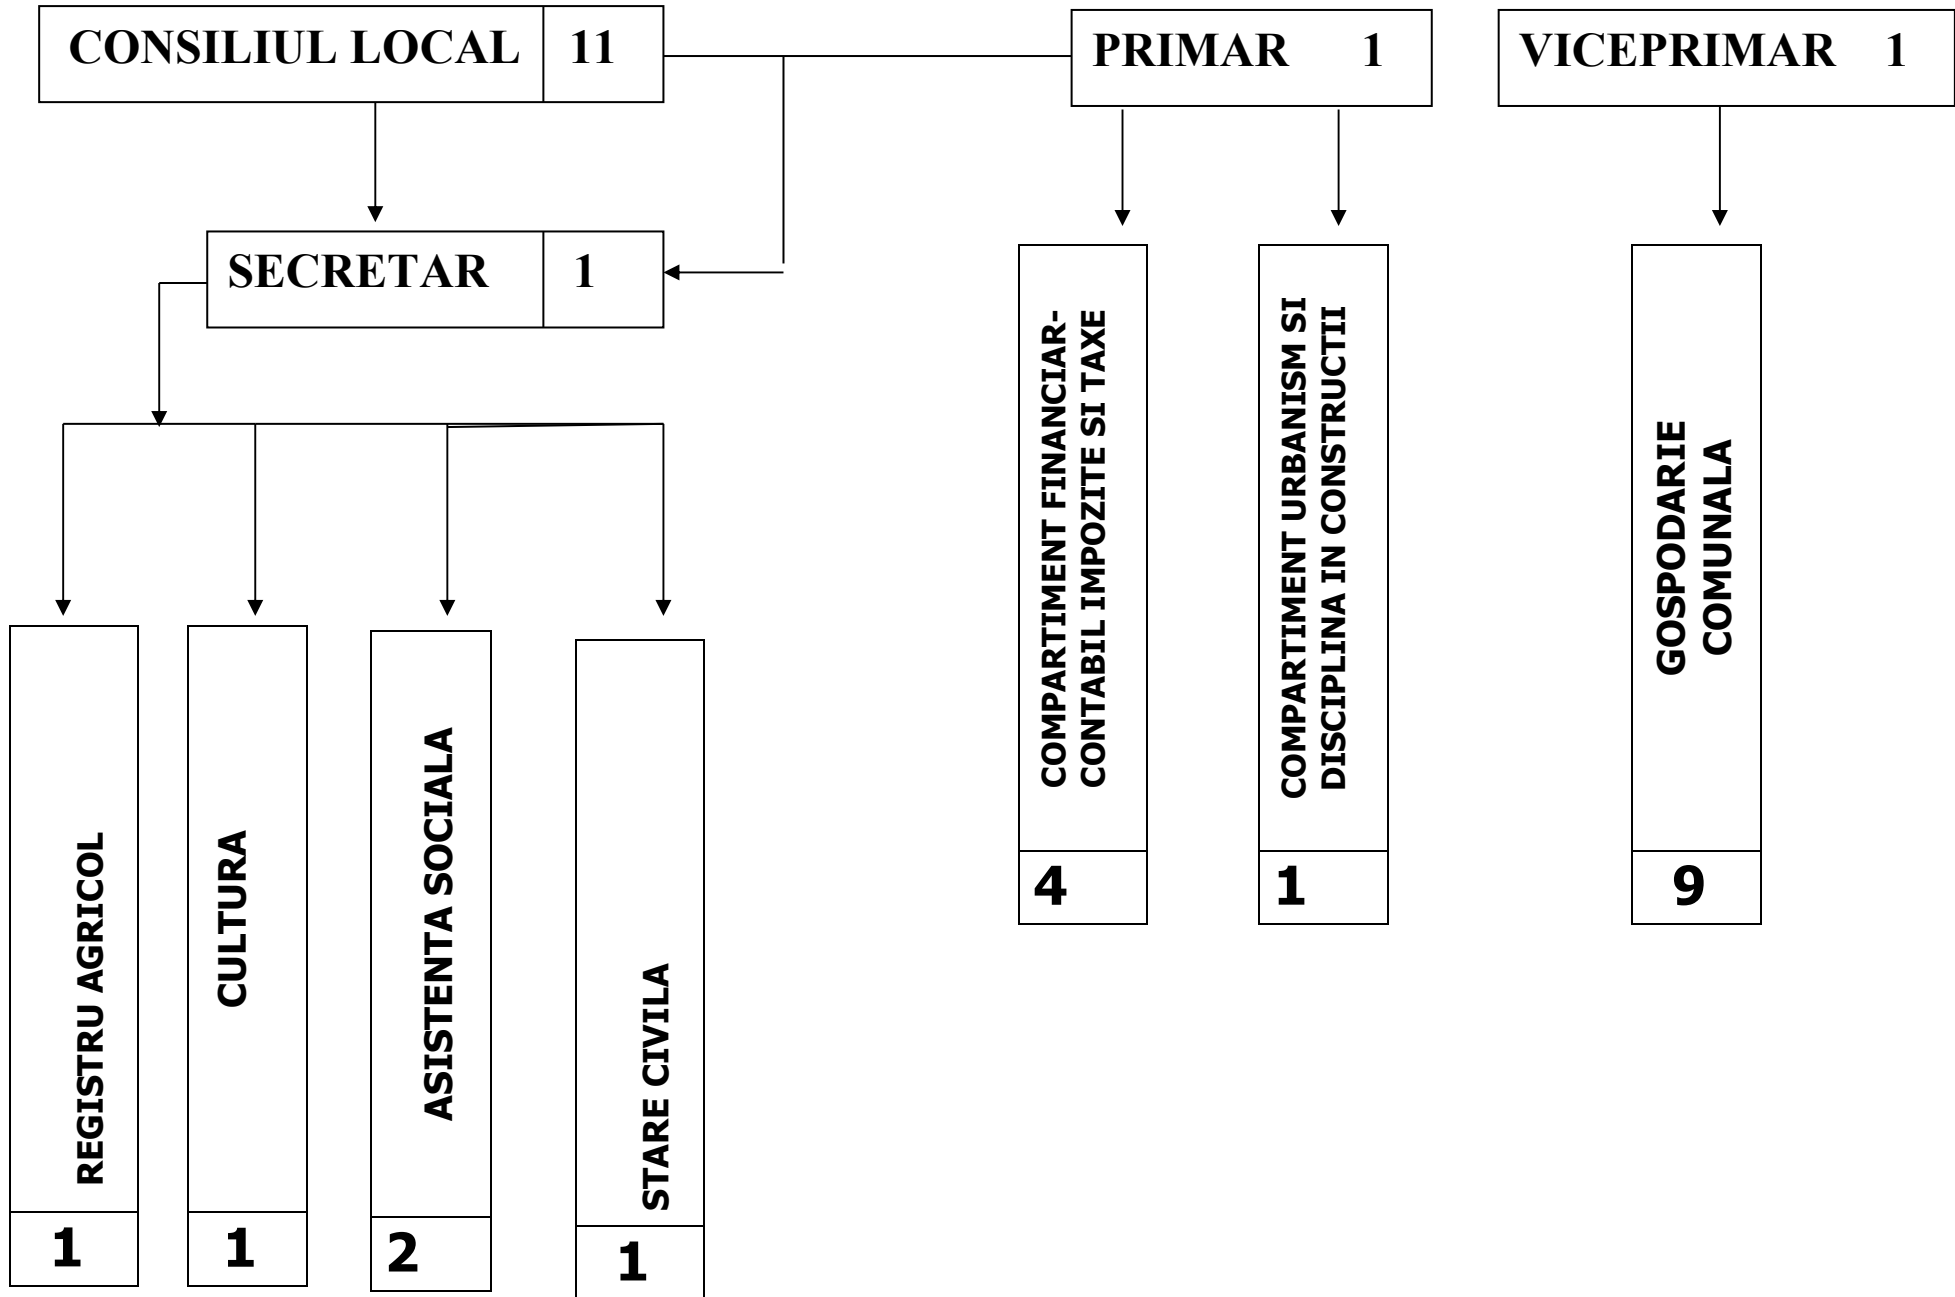 CONSILIUL LOCAL 11
PRIMAR 1
VICEPRIMAR 1
SECRETAR 1
COMPARTIMENT FINANCIAR-
CONTABIL IMPOZITE SI TAXE
4
COMPARTIMENT URBANISM SI
DISCIPLINA IN CONSTRUCTII
1
GOSPODARIE
COMUNALA
9
REGISTRU AGRICOL
1
CULTURA
1
ASISTENTA SOCIALA
2
STARE CIVILA
1